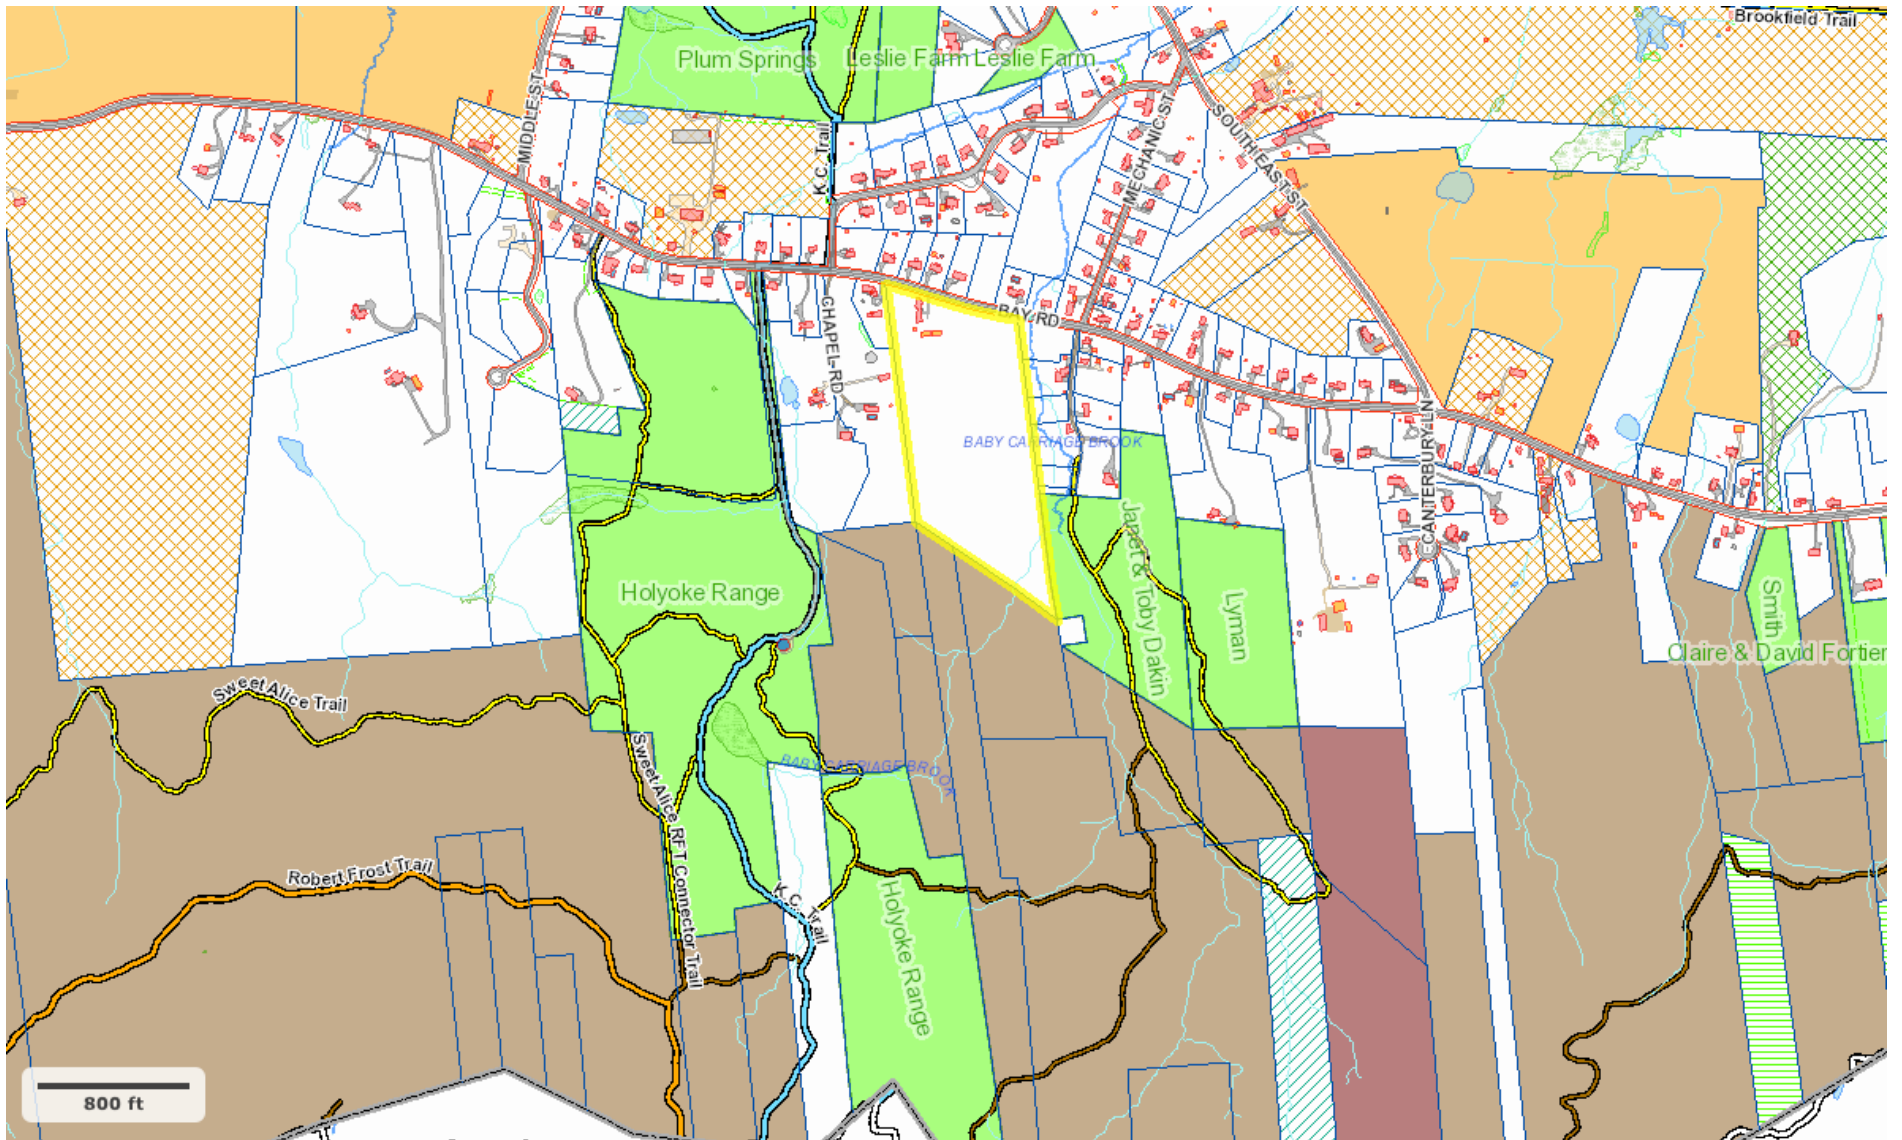 Brookfield Trail
Plum Springs
Leslie Farm
Leslie Farm
MIDDLE ST
K.C. Trail
MECHANIC ST
SOUTH EAST ST
BAY RD
CHAPEL RD
CANTERBURY LN
BABY CARRIAGE BROOK
Janet & Toby Dakin
Holyoke Range
Lyman
Smith
Claire & David Fortier
Sweet Alice Trail
Sweet Alice RFT Connector Trail
BABY CARRIAGE BROOK
Robert Frost Trail
K.C. Trail
Holyoke Range
800 ft